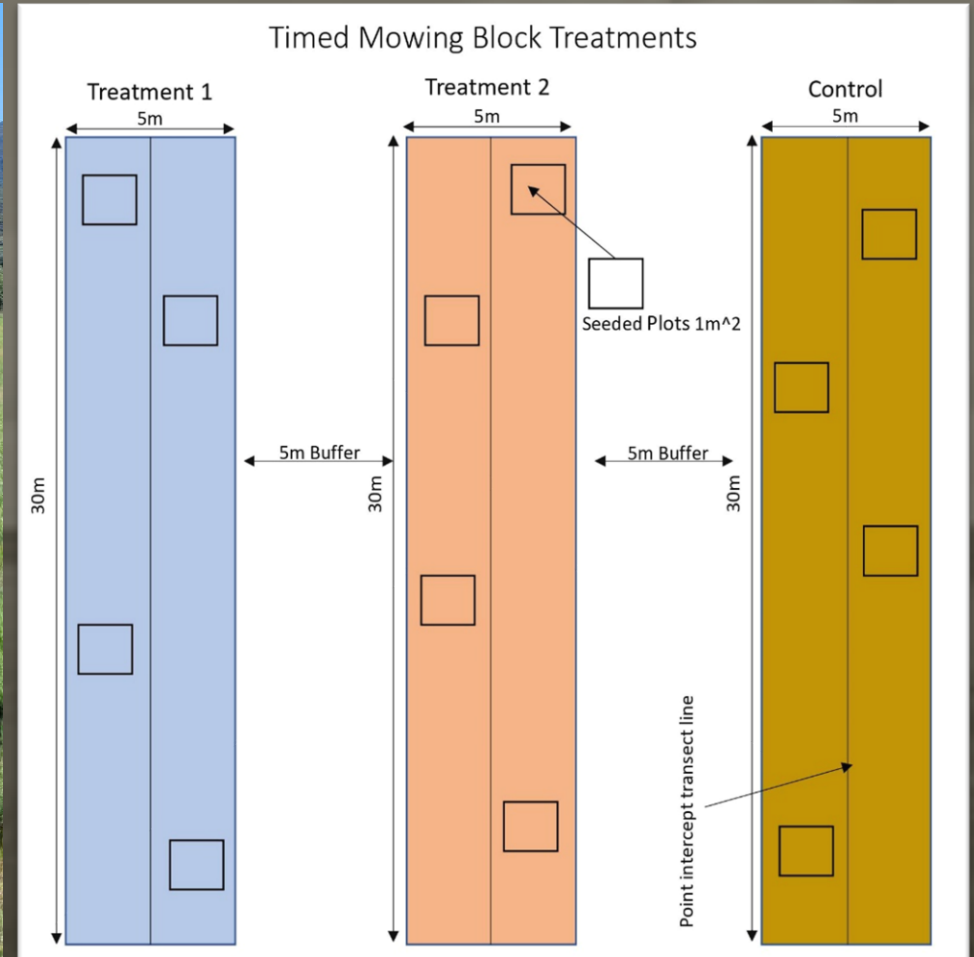 Timed Mowing Block Treatments
Treatment 1
Treatment 2
Control
5m
5m
5m
Seeded Plots 1m^2
5m Buffer
5m Buffer
30m
30m
30m
Point intercept transect line